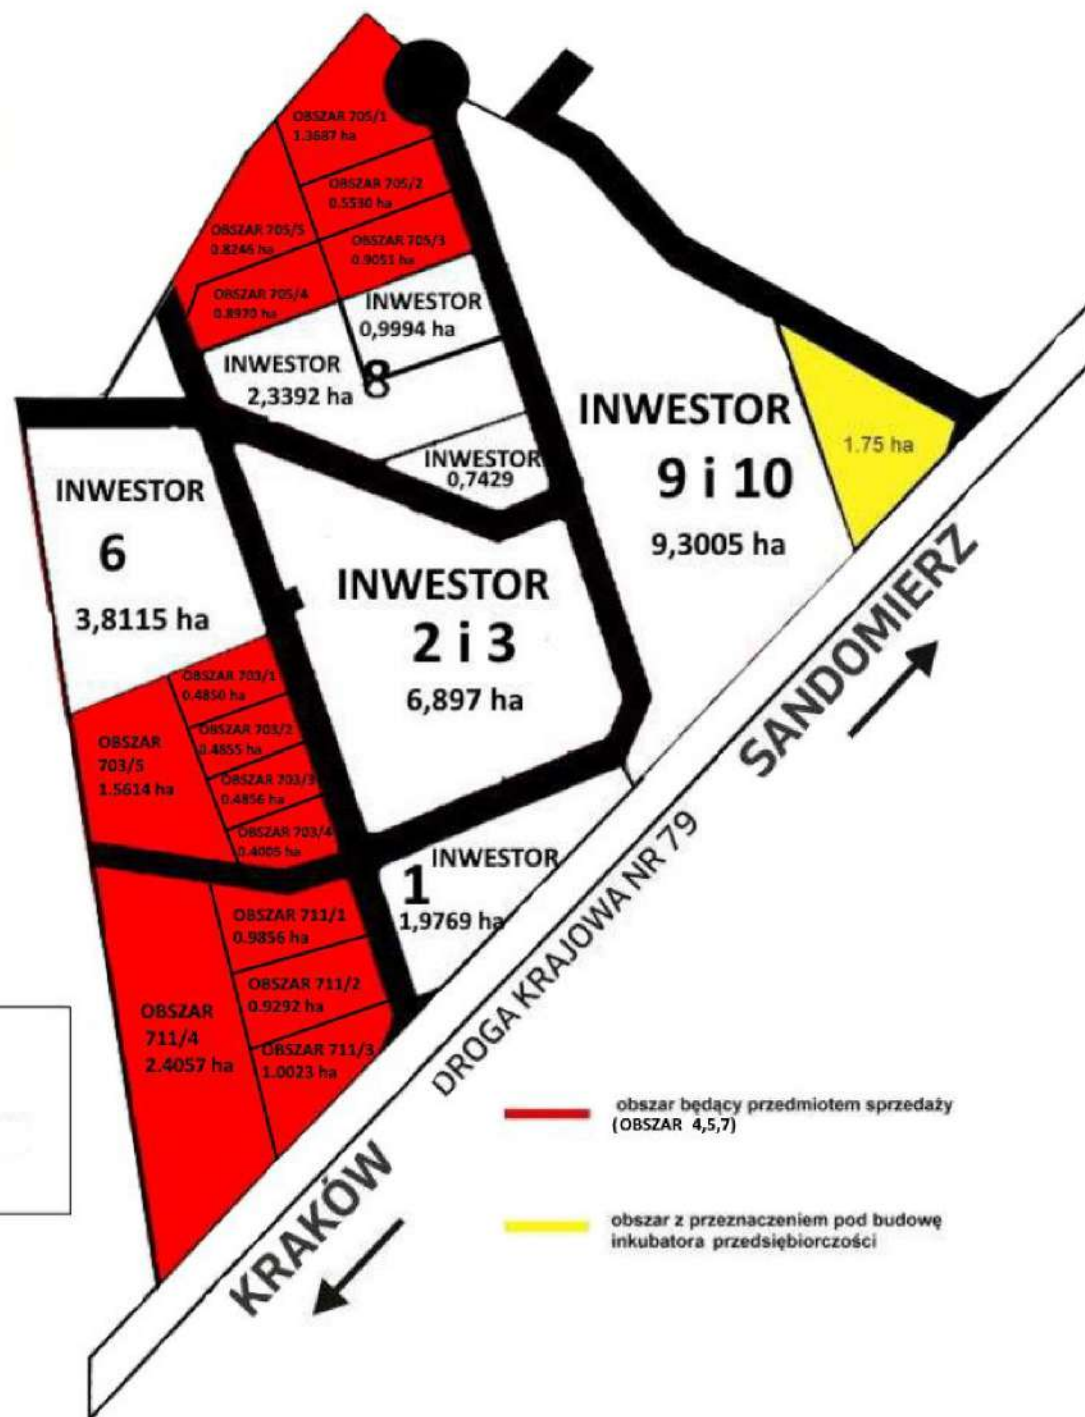 OBSZAR 705/1
1.3687 ha
OBSZAR 705/2
0.5530 ha
OBSZAR 705/5
0.8246 ha
OBSZAR 705/3
0.9051 ha
OBSZAR 705/4
0.8970 ha
INWESTOR
0,9994 ha
INWESTOR
2,3392 ha
8
INWESTOR
0,7429
INWESTOR
9 i 10
9,3005 ha
1.75 ha
INWESTOR
6
3,8115 ha
INWESTOR
2 i 3
6,897 ha
OBSZAR 703/1
0.4850 ha
OBSZAR 703/2
0.4855 ha
OBSZAR 703/3
0.4856 ha
OBSZAR 703/4
0.4005 ha
OBSZAR
703/5
1.5614 ha
INWESTOR
1
1,9769 ha
OBSZAR 711/1
0.9856 ha
OBSZAR 711/2
0.9292 ha
OBSZAR 711/3
1.0023 ha
OBSZAR
711/4
2.4057 ha
SANDOMIERZ
DROGA KRAJOWA NR 79
KRAKÓW
obszar będący przedmiotem sprzedaży
(OBSZAR 4,5,7)
obszar z przeznaczeniem pod budowę
inkubatora przedsiębiorczości